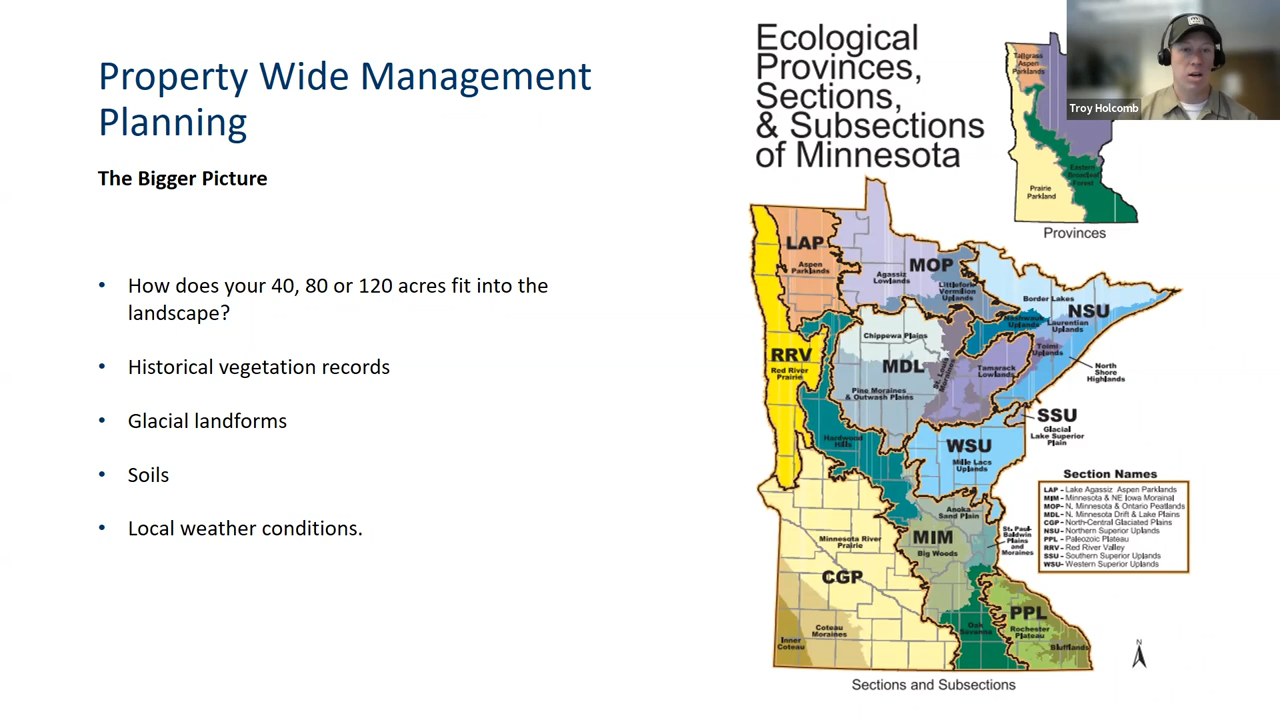 Property Wide Management
Planning
The Bigger Picture
• How does your 40, 80 or 120 acres fit into the
landscape?
• Historical vegetation records
• Glacial landforms
• Soils
• Local weather conditions.
Ecological
Provinces,
Sections,
& Subsections
of Minnesota
Troy Holcomb
Tallgrass
Aspen
Parklands
Eastern
Broadleaf
Forest
Prairie
Parkland
Provinces
LAP
Aspen
Parklands
MOP
Agassiz
Lowlands
Littlefork
Vermilion
Uplands
Border Lakes
NSU
Nashwauk
Uplands
Laurentian
Uplands
Toimi
Uplands
North
Shore
Highlands
Chippewa Plains
RRV
Red River
Prairie
MDL
St. Louis
Moraines
Tamarack
Lowlands
Pine Moraines
& Outwash Plains
SSU
Glacial
Lake Superior
Plain
Hardwood
Hills
WSU
Mille Lacs
Uplands
Section Names
LAP - Lake Agassiz Aspen Parklands
MIM - Minnesota & NE Iowa Morainal
MOP - N. Minnesota & Ontario Peatlands
MDL - N. Minnesota Drift & Lake Plains
CGP - North-Central Glaciated Plains
NSU - Northern Superior Uplands
PPL - Paleozoic Plateau
RRV - Red River Valley
SSU - Southern Superior Uplands
WSU - Western Superior Uplands
Anoka
Sand Plain
St. Paul-
Baldwin
Plains
and
Moraines
Minnesota River
Prairie
MIM
Big Woods
CGP
PPL
Rochester
Plateau
Blufflands
Oak
Savanna
Coteau
Moraines
Inner
Coteau
N
Sections and Subsections